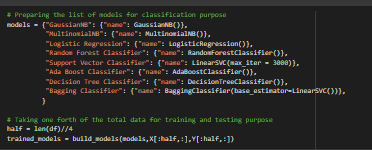 # Preparing the list of models for classification purpose
models = {"GaussianNB": {"name": GaussianNB()},
"MultinomialNB": {"name": MultinomialNB()},
"Logistic Regression": {"name": LogisticRegression()},
"Random Forest Classifier": {"name": RandomForestClassifier()},
"Support Vector Classifier": {"name": LinearSVC(max_iter = 3000)},
"Ada Boost Classifier": {"name": AdaBoostClassifier()},
"Decision Tree Classifier": {"name": DecisionTreeClassifier()},
"Bagging Classifier": {"name": BaggingClassifier(base_estimator=LinearSVC())},
}
# Taking one forth of the total data for training and testing purpose
half = len(df)//4
trained_models = build_models(models,X[:half,:],Y[:half,:])